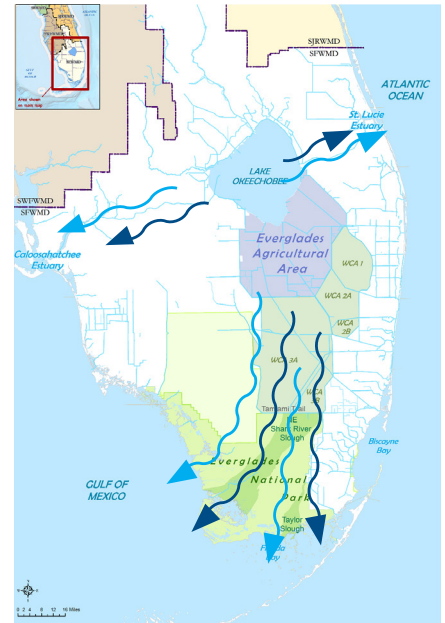 SJRWMD
SFWMD
ATLANTIC
OCEAN
St. Lucie
Estuary
LAKE
OKEECHOBEE
SWFWMD
SFWMD
Everglades
Agricultural
Area
WCA 1
Caloosahatchee
Estuary
WCA 2A
WCA
2B
WCA 3A
WCA
Tamiami Trail
NE
Shark River
Slough
Biscayne
Bay
Everglades
National
Park
GULF OF
MEXICO
Taylor
Slough
Florida
Bay
0 2 4 8 12 16 Miles